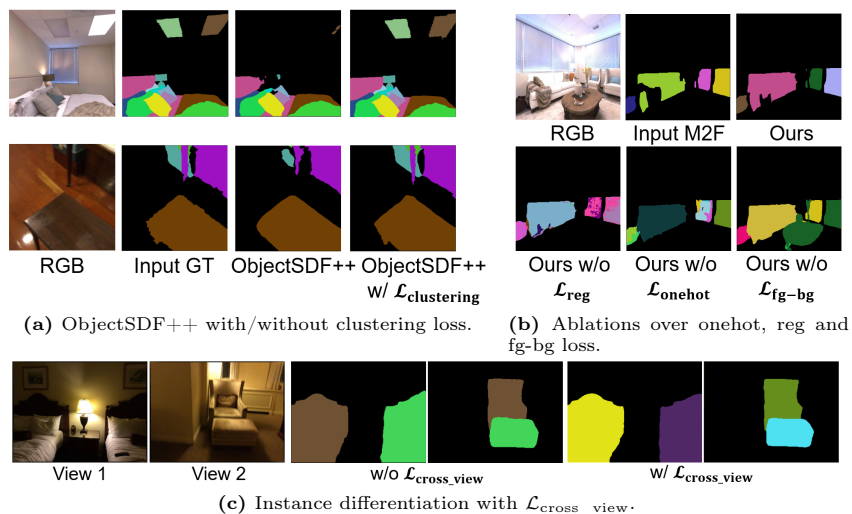 RGB Input GT ObjectSDF++ ObjectSDF++
w/ 𝓛clustering
(a) ObjectSDF++ with/without clustering loss.
RGB Input M2F Ours
Ours w/o Ours w/o Ours w/o
𝓛reg 𝓛onehot 𝓛fg−bg
(b) Ablations over onehot, reg and
fg-bg loss.
View 1 View 2 w/o 𝓛cross_view w/ 𝓛cross_view
(c) Instance differentiation with 𝓛cross_view.